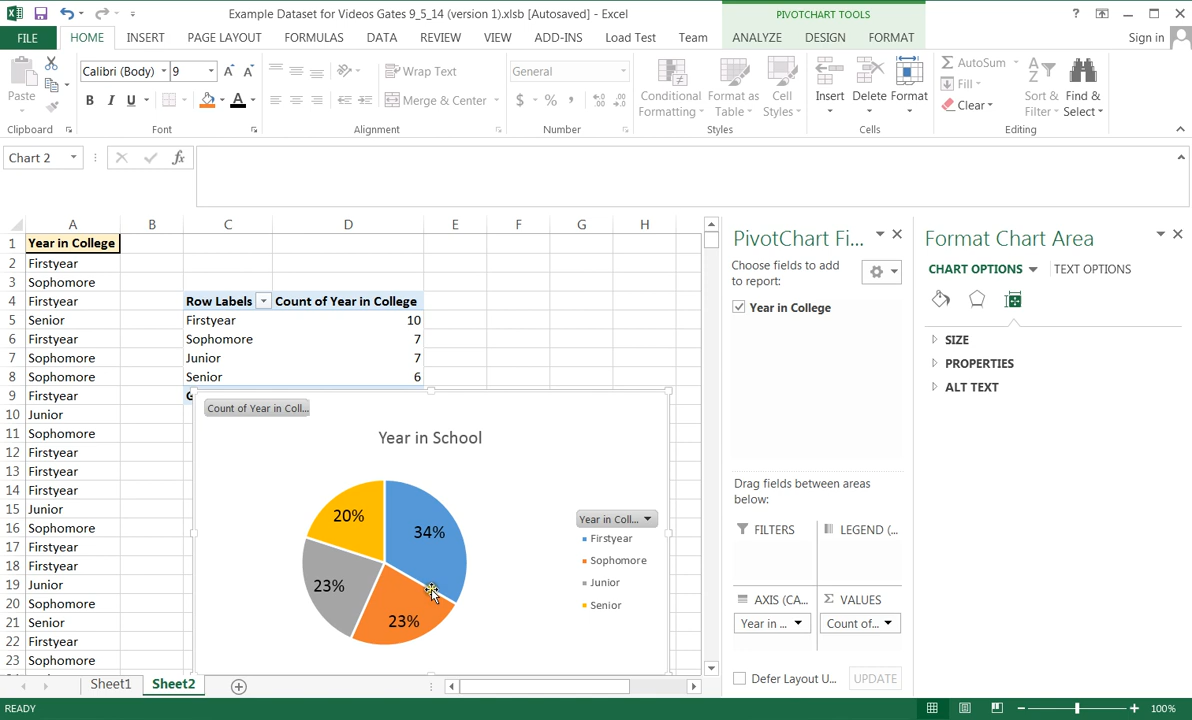 Example Dataset for Videos Gates 9_5_14 (version 1).xlsb [Autosaved] - Excel
PIVOTCHART TOOLS
?
FILE HOME INSERT PAGE LAYOUT FORMULAS DATA REVIEW VIEW ADD-INS Load Test Team ANALYZE DESIGN FORMAT Sign in
Paste
Calibri (Body) 9
B I U A
Wrap Text
Merge & Center
General
$ % ,
Conditional Formatting
Format as Table
Cell Styles
Insert Delete Format
AutoSum
Fill
Clear
Sort & Filter
Find & Select
Clipboard Font Alignment Number Styles Cells Editing
Chart 2 fx
A B C D E F G H
1 Year in College
2 Firstyear
3 Sophomore
4 Firstyear Row Labels Count of Year in College
5 Senior Firstyear 10
6 Firstyear Sophomore 7
7 Sophomore Junior 7
8 Sophomore Senior 6
9 Firstyear
10 Junior
11 Sophomore
12 Firstyear
13 Firstyear
14 Firstyear
15 Junior
16 Sophomore
17 Firstyear
18 Firstyear
19 Junior
20 Sophomore
21 Senior
22 Firstyear
23 Sophomore
Count of Year in Coll...
Year in School
34%
23%
23%
20%
Year in Coll...
Firstyear
Sophomore
Junior
Senior
PivotChart Fi...
Choose fields to add
to report:
Year in College
Drag fields between areas
below:
FILTERS LEGEND (...
AXIS (CA... VALUES
Year in ... Count of...
Defer Layout U... UPDATE
Format Chart Area
CHART OPTIONS TEXT OPTIONS
SIZE
PROPERTIES
ALT TEXT
Sheet1 Sheet2
READY 100%